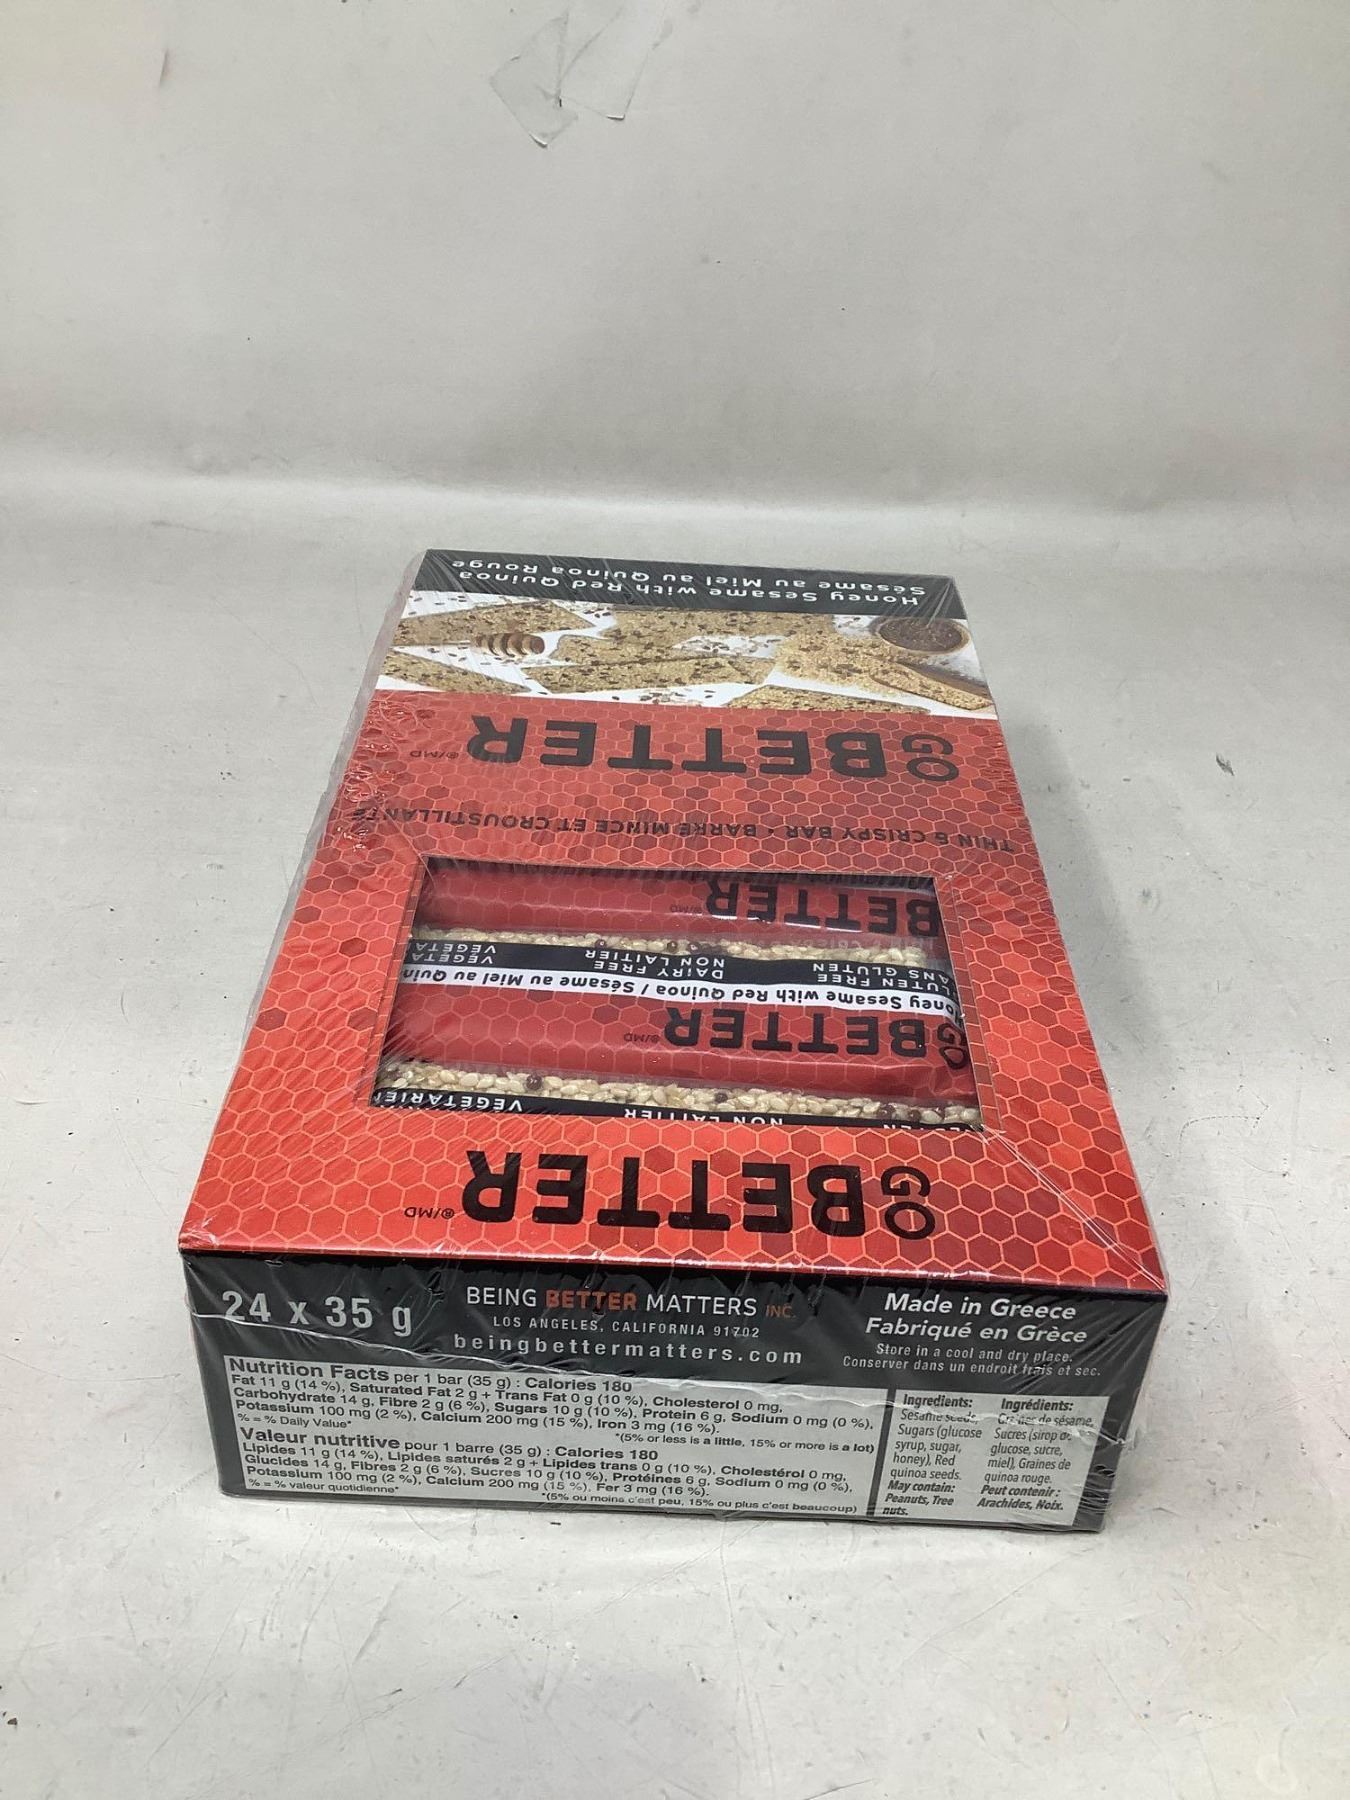 Honey Sesame with Red Quinoa
Sésame au Miel au Quinoa Rouge
GO BETTER ®/MD
THIN & CRISPY BAR • BARRE MINCE ET CROUSTILLANTE
BETTER ®/MD
GLUTEN FREE DAIRY FREE
SANS GLUTEN NON LAITIER
Honey Sesame with Red Quinoa / Sésame au Miel au
GO BETTER ®/MD
NON LAITIER VEGETARIEN
GO BETTER ®/MD
24 x 35 g
BEING BETTER MATTERS INC.
LOS ANGELES, CALIFORNIA 91702
beingbettermatters.com
Made in Greece
Fabriqué en Grèce
Store in a cool and dry place.
Conserver dans un endroit frais et sec.
Nutrition Facts per 1 bar (35 g) : Calories 180
Fat 11 g (14 %), Saturated Fat 2 g + Trans Fat 0 g (10 %), Cholesterol 0 mg,
Carbohydrate 14 g, Fibre 2 g (6 %), Sugars 10 g (10 %), Protein 6 g, Sodium 0 mg (0 %),
Potassium 100 mg (2 %), Calcium 200 mg (15 %), Iron 3 mg (16 %).
% = % Daily Value* *(5% or less is a little, 15% or more is a lot)
Valeur nutritive pour 1 barre (35 g) : Calories 180
Lipides 11 g (14 %), Lipides saturés 2 g + Lipides trans 0 g (10 %), Cholestérol 0 mg,
Glucides 14 g, Fibres 2 g (6 %), Sucres 10 g (10 %), Protéines 6 g, Sodium 0 mg (0 %),
Potassium 100 mg (2 %), Calcium 200 mg (15 %), Fer 3 mg (16 %).
% = % valeur quotidienne* *(5% ou moins c'est peu, 15% ou plus c'est beaucoup)
Ingredients:
Sesame seeds,
Sugars (glucose
syrup, sugar,
honey), Red
quinoa seeds.
May contain:
Peanuts, Tree
nuts.
Ingrédients:
Graines de sésame,
Sucres (sirop de
glucose, sucre,
miel), Graines de
quinoa rouge.
Peut contenir :
Arachides, Noix.